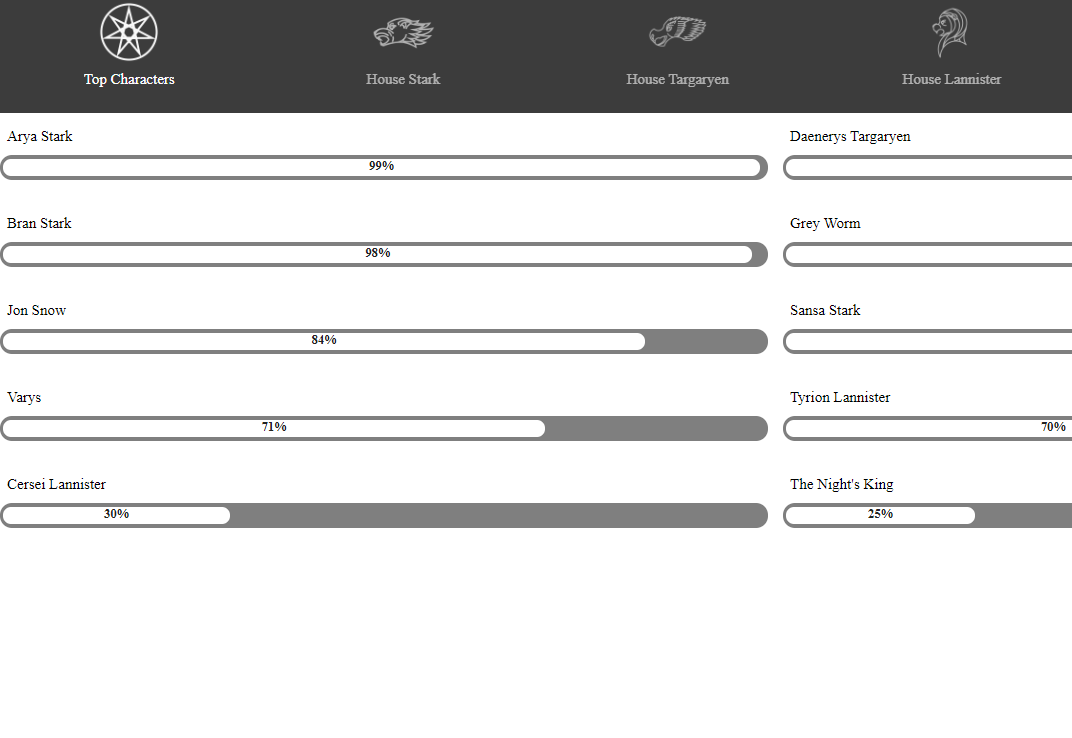 Top Characters
House Stark
House Targaryen
House Lannister
Arya Stark
Daenerys Targaryen
99%
Bran Stark
Grey Worm
98%
Jon Snow
Sansa Stark
84%
Varys
Tyrion Lannister
71%
70%
Cersei Lannister
The Night's King
30%
25%